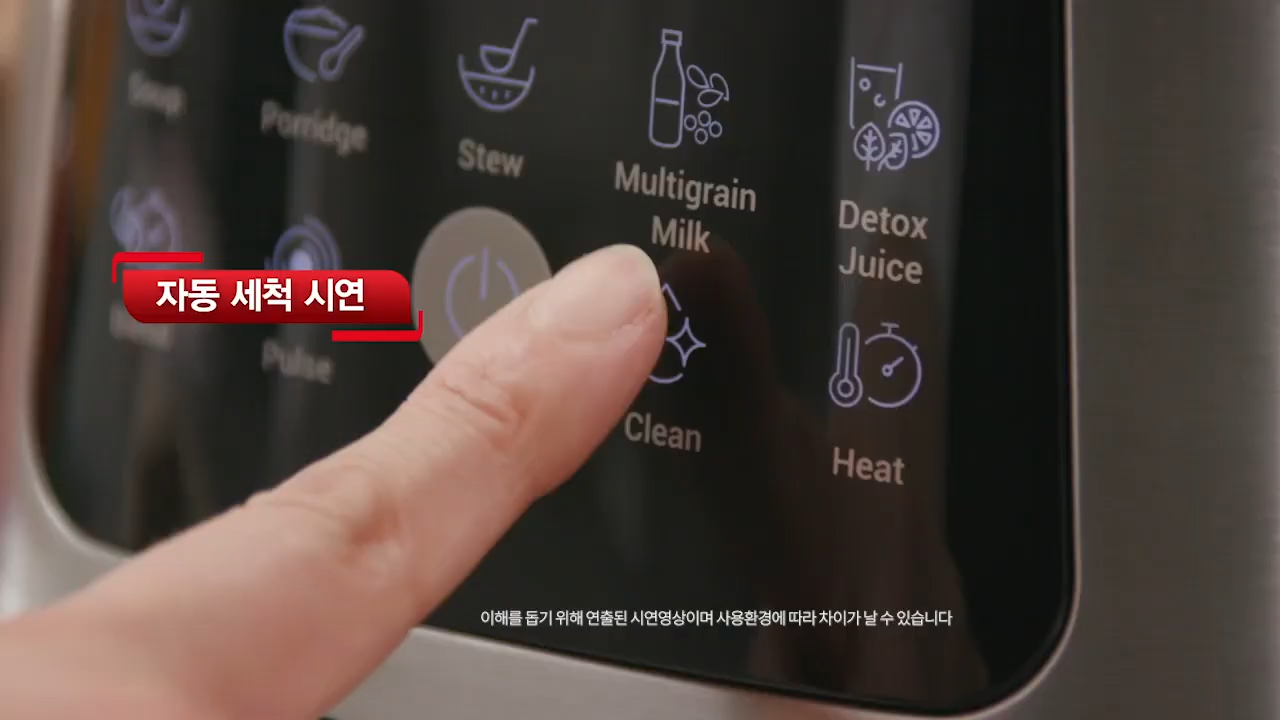 Soup
Porridge
Stew
Multigrain
Milk
Detox
Juice
자동 세척 시연
Pulse
Clean
Heat
이해를 돕기 위해 연출된 시연영상이며 사용환경에 따라 차이가 날 수 있습니다